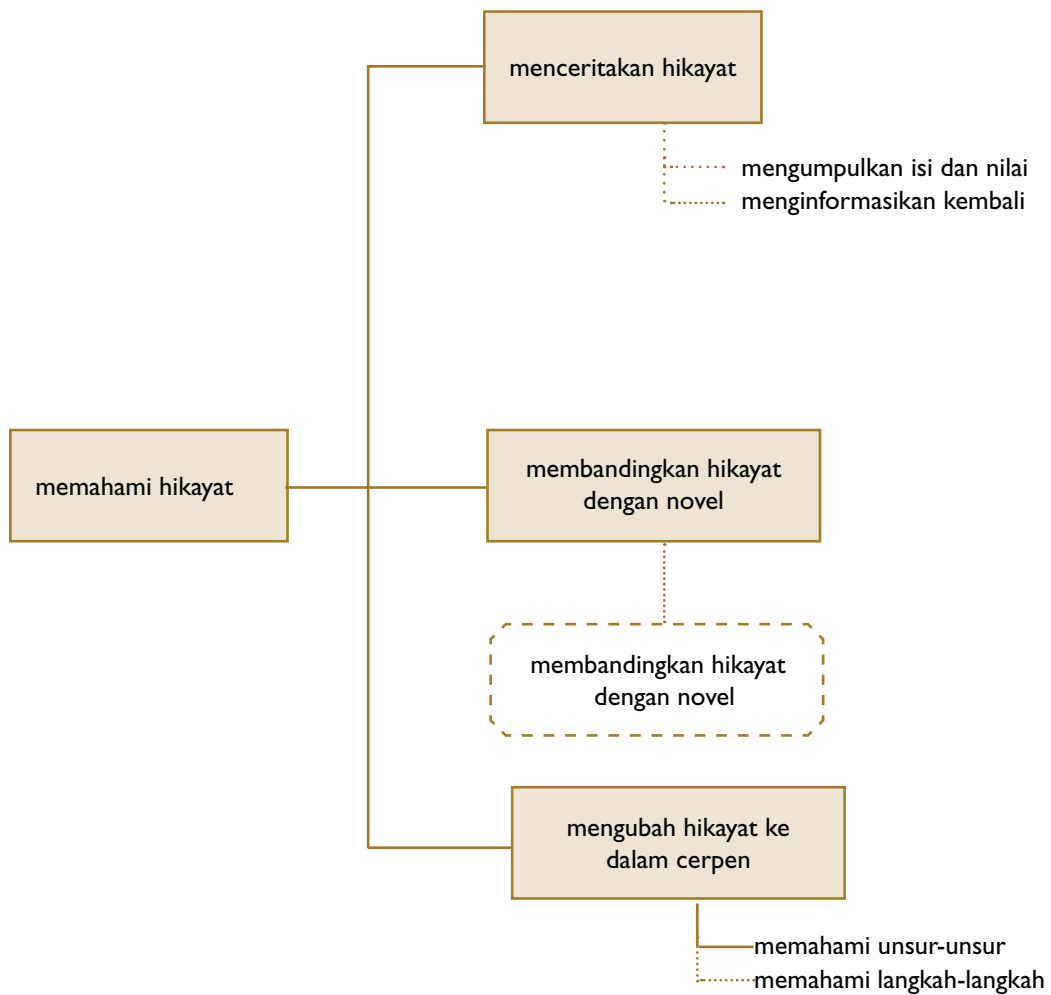 menceritakan hikayat
mengumpulkan isi dan nilai
menginformasikan kembali
memahami hikayat
membandingkan hikayat
dengan novel
membandingkan hikayat
dengan novel
mengubah hikayat ke
dalam cerpen
memahami unsur-unsur
memahami langkah-langkah